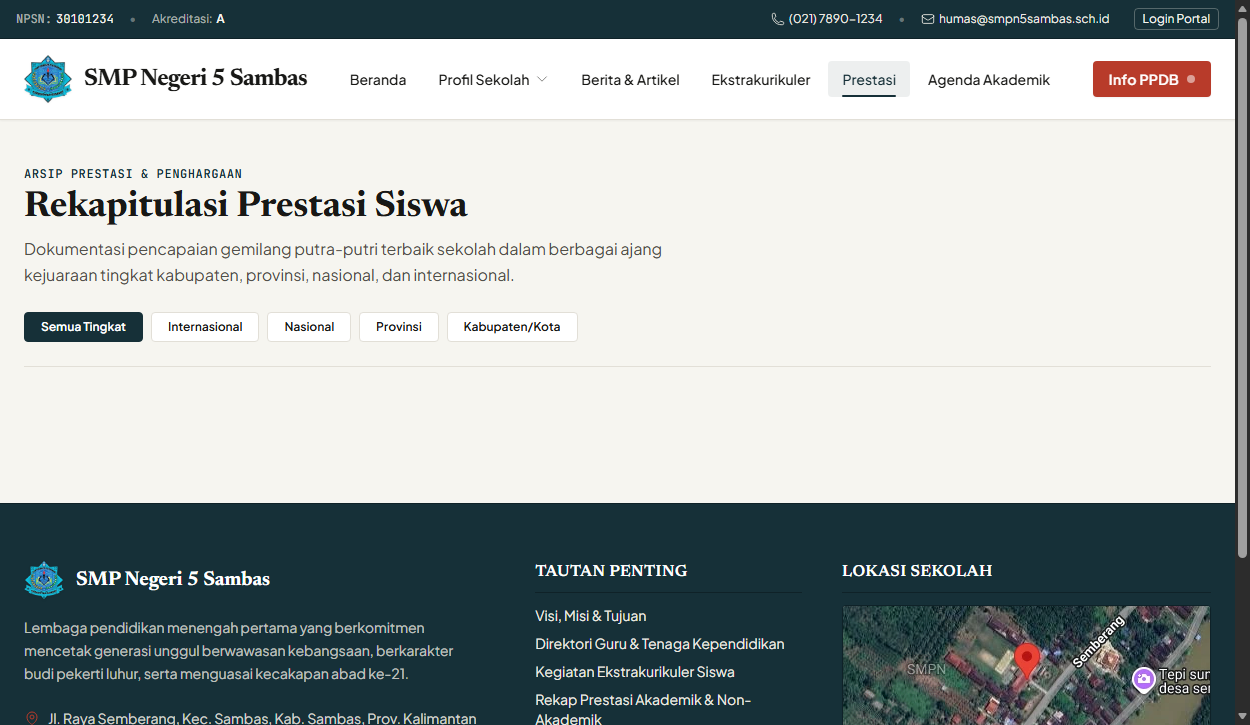 NPSN: 30101234 • Akreditasi: A
(021) 7890-1234 • humas@smpn5sambas.sch.id
Login Portal
SMP Negeri 5 Sambas
Beranda
Profil Sekolah
Berita & Artikel
Ekstrakurikuler
Prestasi
Agenda Akademik
Info PPDB
ARSIP PRESTASI & PENGHARGAAN
Rekapitulasi Prestasi Siswa
Dokumentasi pencapaian gemilang putra-putri terbaik sekolah dalam berbagai ajang
kejuaraan tingkat kabupaten, provinsi, nasional, dan internasional.
Semua Tingkat
Internasional
Nasional
Provinsi
Kabupaten/Kota
SMP Negeri 5 Sambas
Lembaga pendidikan menengah pertama yang berkomitmen
mencetak generasi unggul berwawasan kebangsaan, berkarakter
budi pekerti luhur, serta menguasai kecakapan abad ke-21.
Jl. Raya Semberang, Kec. Sambas, Kab. Sambas, Prov. Kalimantan
TAUTAN PENTING
Visi, Misi & Tujuan
Direktori Guru & Tenaga Kependidikan
Kegiatan Ekstrakurikuler Siswa
Rekap Prestasi Akademik & Non-
Akademik
LOKASI SEKOLAH
SMPN
Semberang
Tepi sun
desa se